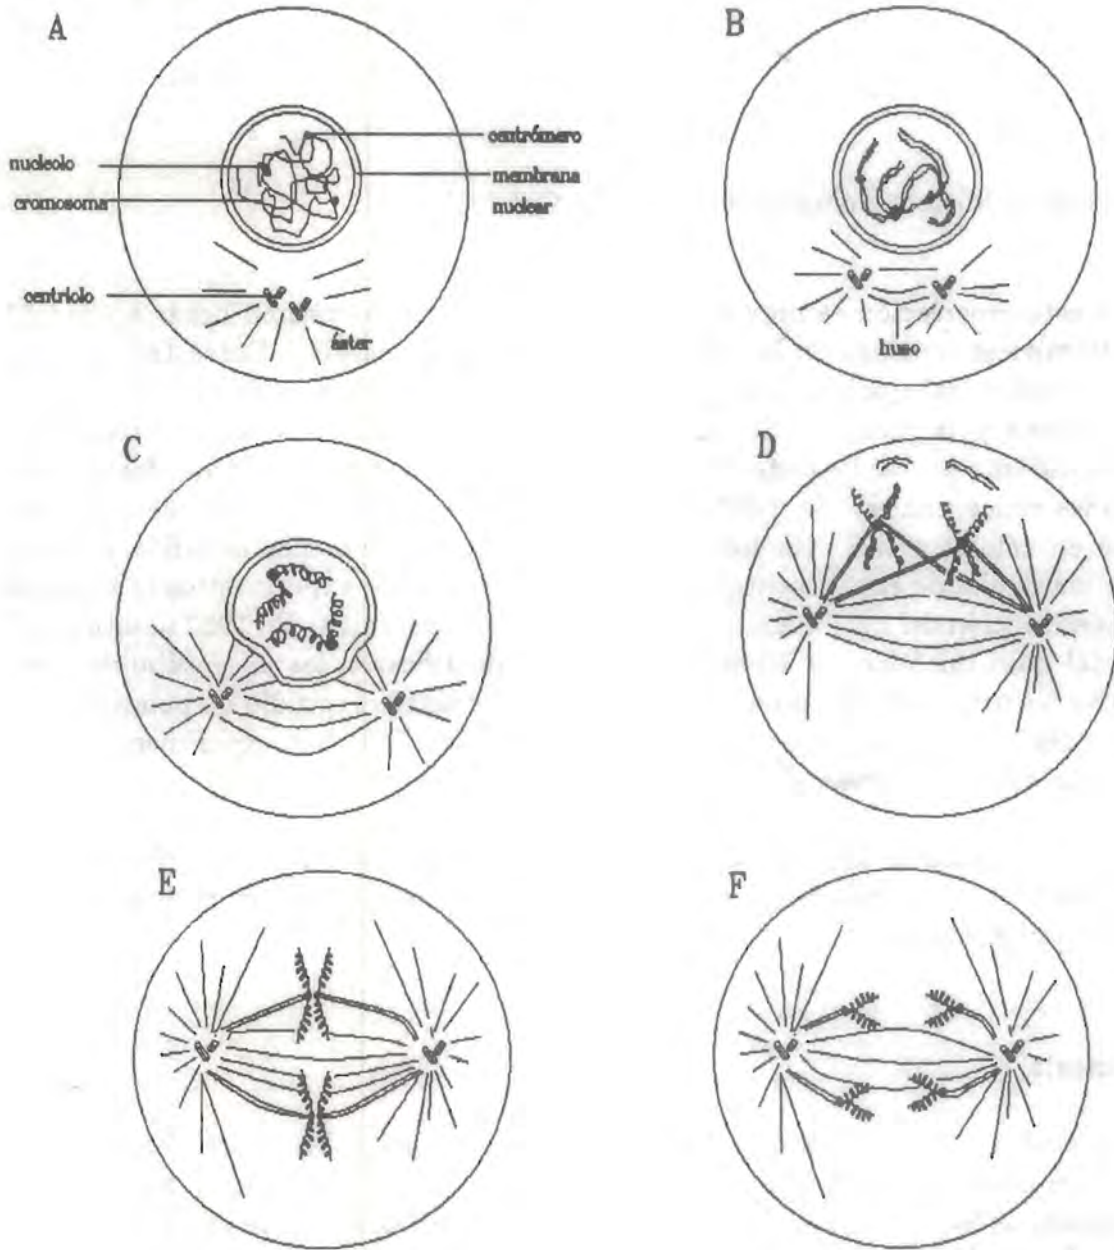 A
B
centrómero
nucleolo
membrana
nuclear
cromosoma
centriolo
áster
huso
C
D
E
F